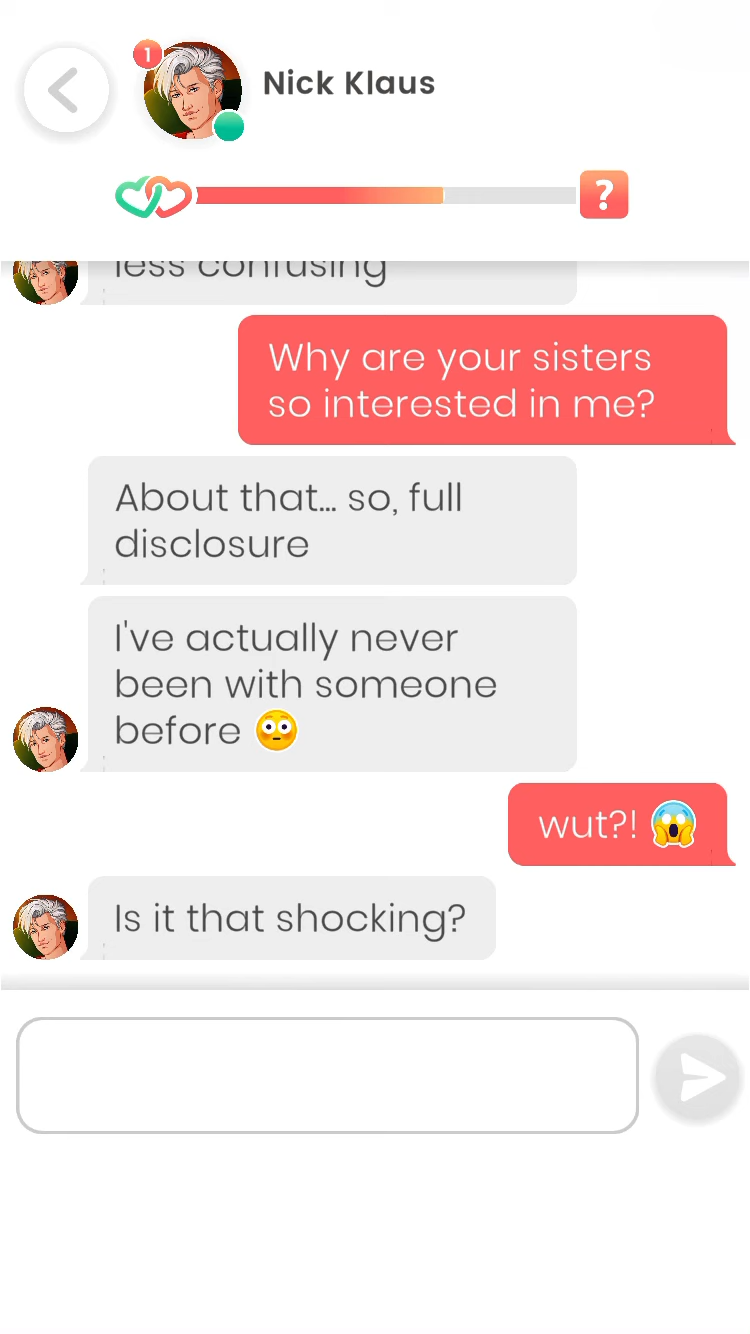 1
Nick Klaus
?
less confusing
Why are your sisters
so interested in me?
About that... so, full
disclosure
I've actually never
been with someone
before 😳
wut?! 😱
Is it that shocking?